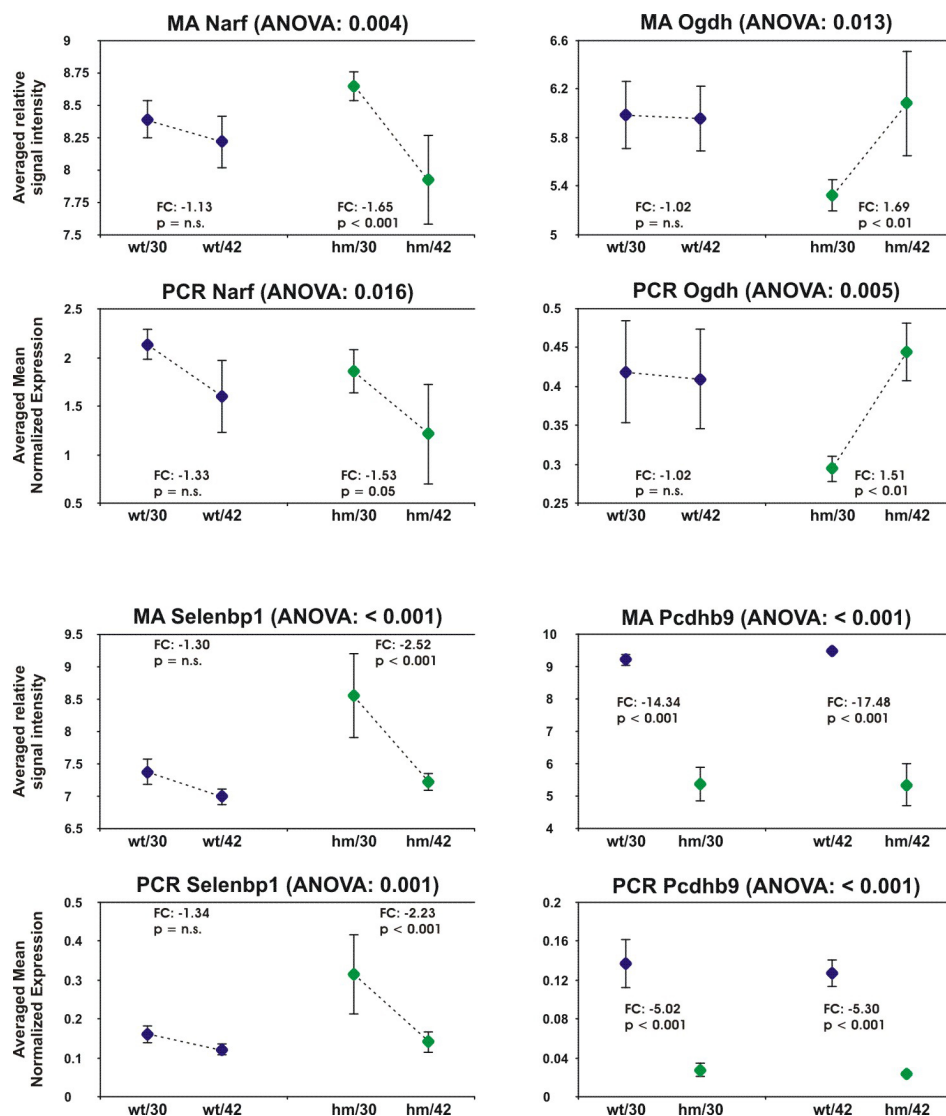 MA Narf (ANOVA: 0.004)
Averaged relative
signal intensity
9
8.75
8.5
8.25
8
7.75
7.5
FC: -1.13
p = n.s.
FC: -1.65
p < 0.001
wt/30 wt/42 hm/30 hm/42
MA Ogdh (ANOVA: 0.013)
6.6
6.2
5.8
5.4
5
FC: -1.02
p = n.s.
FC: 1.69
p < 0.01
wt/30 wt/42 hm/30 hm/42
PCR Narf (ANOVA: 0.016)
Averaged Mean
Normalized Expression
2.5
2
1.5
1
0.5
FC: -1.33
p = n.s.
FC: -1.53
p = 0.05
wt/30 wt/42 hm/30 hm/42
PCR Ogdh (ANOVA: 0.005)
0.5
0.45
0.4
0.35
0.3
0.25
FC: -1.02
p = n.s.
FC: 1.51
p < 0.01
wt/30 wt/42 hm/30 hm/42
MA Selenbp1 (ANOVA: < 0.001)
Averaged relative
signal intensity
9.5
9
8.5
8
7.5
7
6.5
FC: -1.30
p = n.s.
FC: -2.52
p < 0.001
wt/30 wt/42 hm/30 hm/42
MA Pcdhb9 (ANOVA: < 0.001)
10
9
8
7
6
5
4
FC: -14.34
p < 0.001
FC: -17.48
p < 0.001
wt/30 hm/30 wt/42 hm/42
PCR Selenbp1 (ANOVA: 0.001)
Averaged Mean
Normalized Expression
0.5
0.4
0.3
0.2
0.1
0
FC: -1.34
p = n.s.
FC: -2.23
p < 0.001
wt/30 wt/42 hm/30 hm/42
PCR Pcdhb9 (ANOVA: < 0.001)
0.2
0.16
0.12
0.08
0.04
0
FC: -5.02
p < 0.001
FC: -5.30
p < 0.001
wt/30 hm/30 wt/42 hm/42